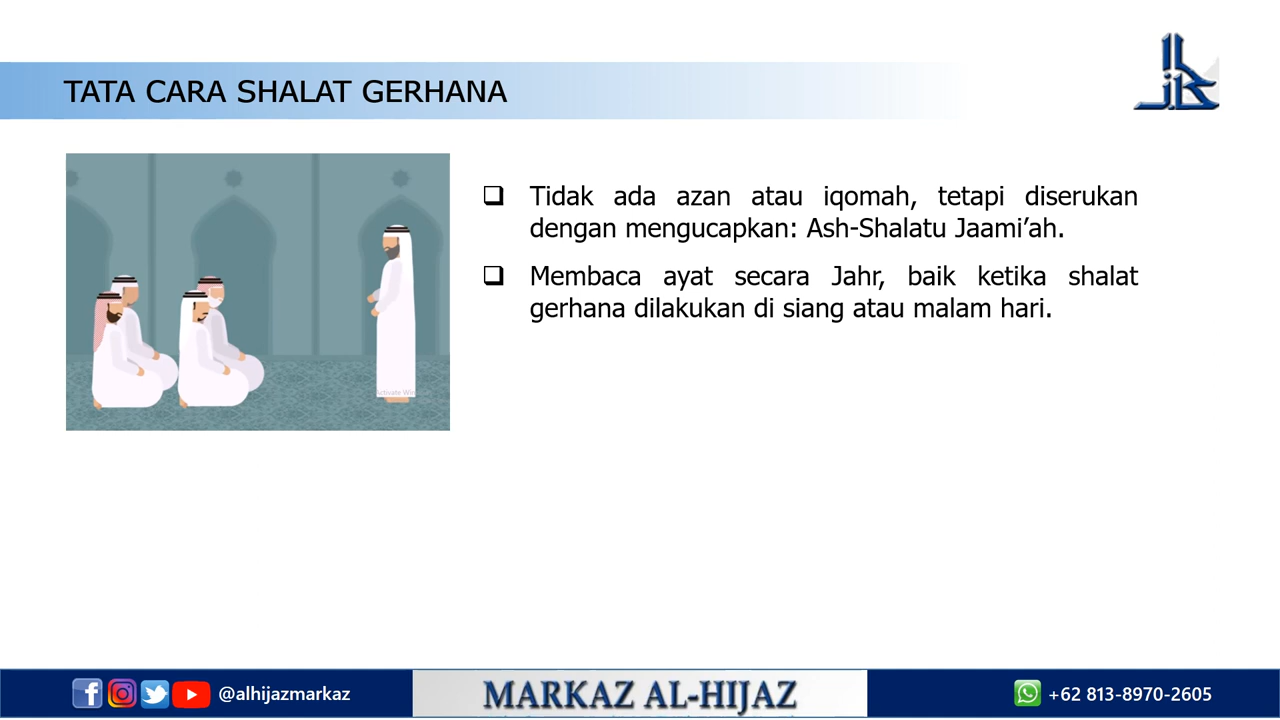 TATA CARA SHALAT GERHANA
Tidak ada azan atau iqomah, tetapi diserukan
dengan mengucapkan: Ash-Shalatu Jaami’ah.
Membaca ayat secara Jahr, baik ketika shalat
gerhana dilakukan di siang atau malam hari.
Activate Win
@alhijazmarkaz
MARKAZ AL-HIJAZ
+62 813-8970-2605